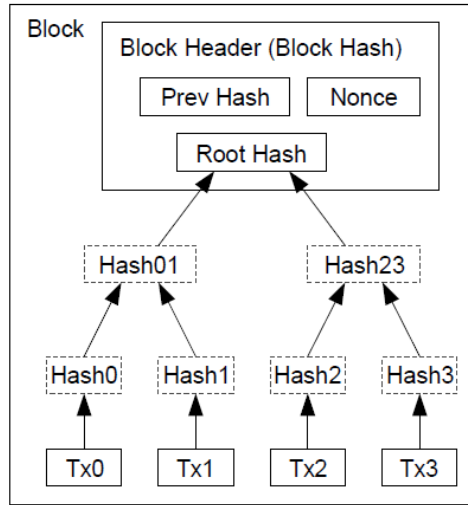 Block
Block Header (Block Hash)
Prev Hash
Nonce
Root Hash
Hash01
Hash23
Hash0
Hash1
Hash2
Hash3
Tx0
Tx1
Tx2
Tx3